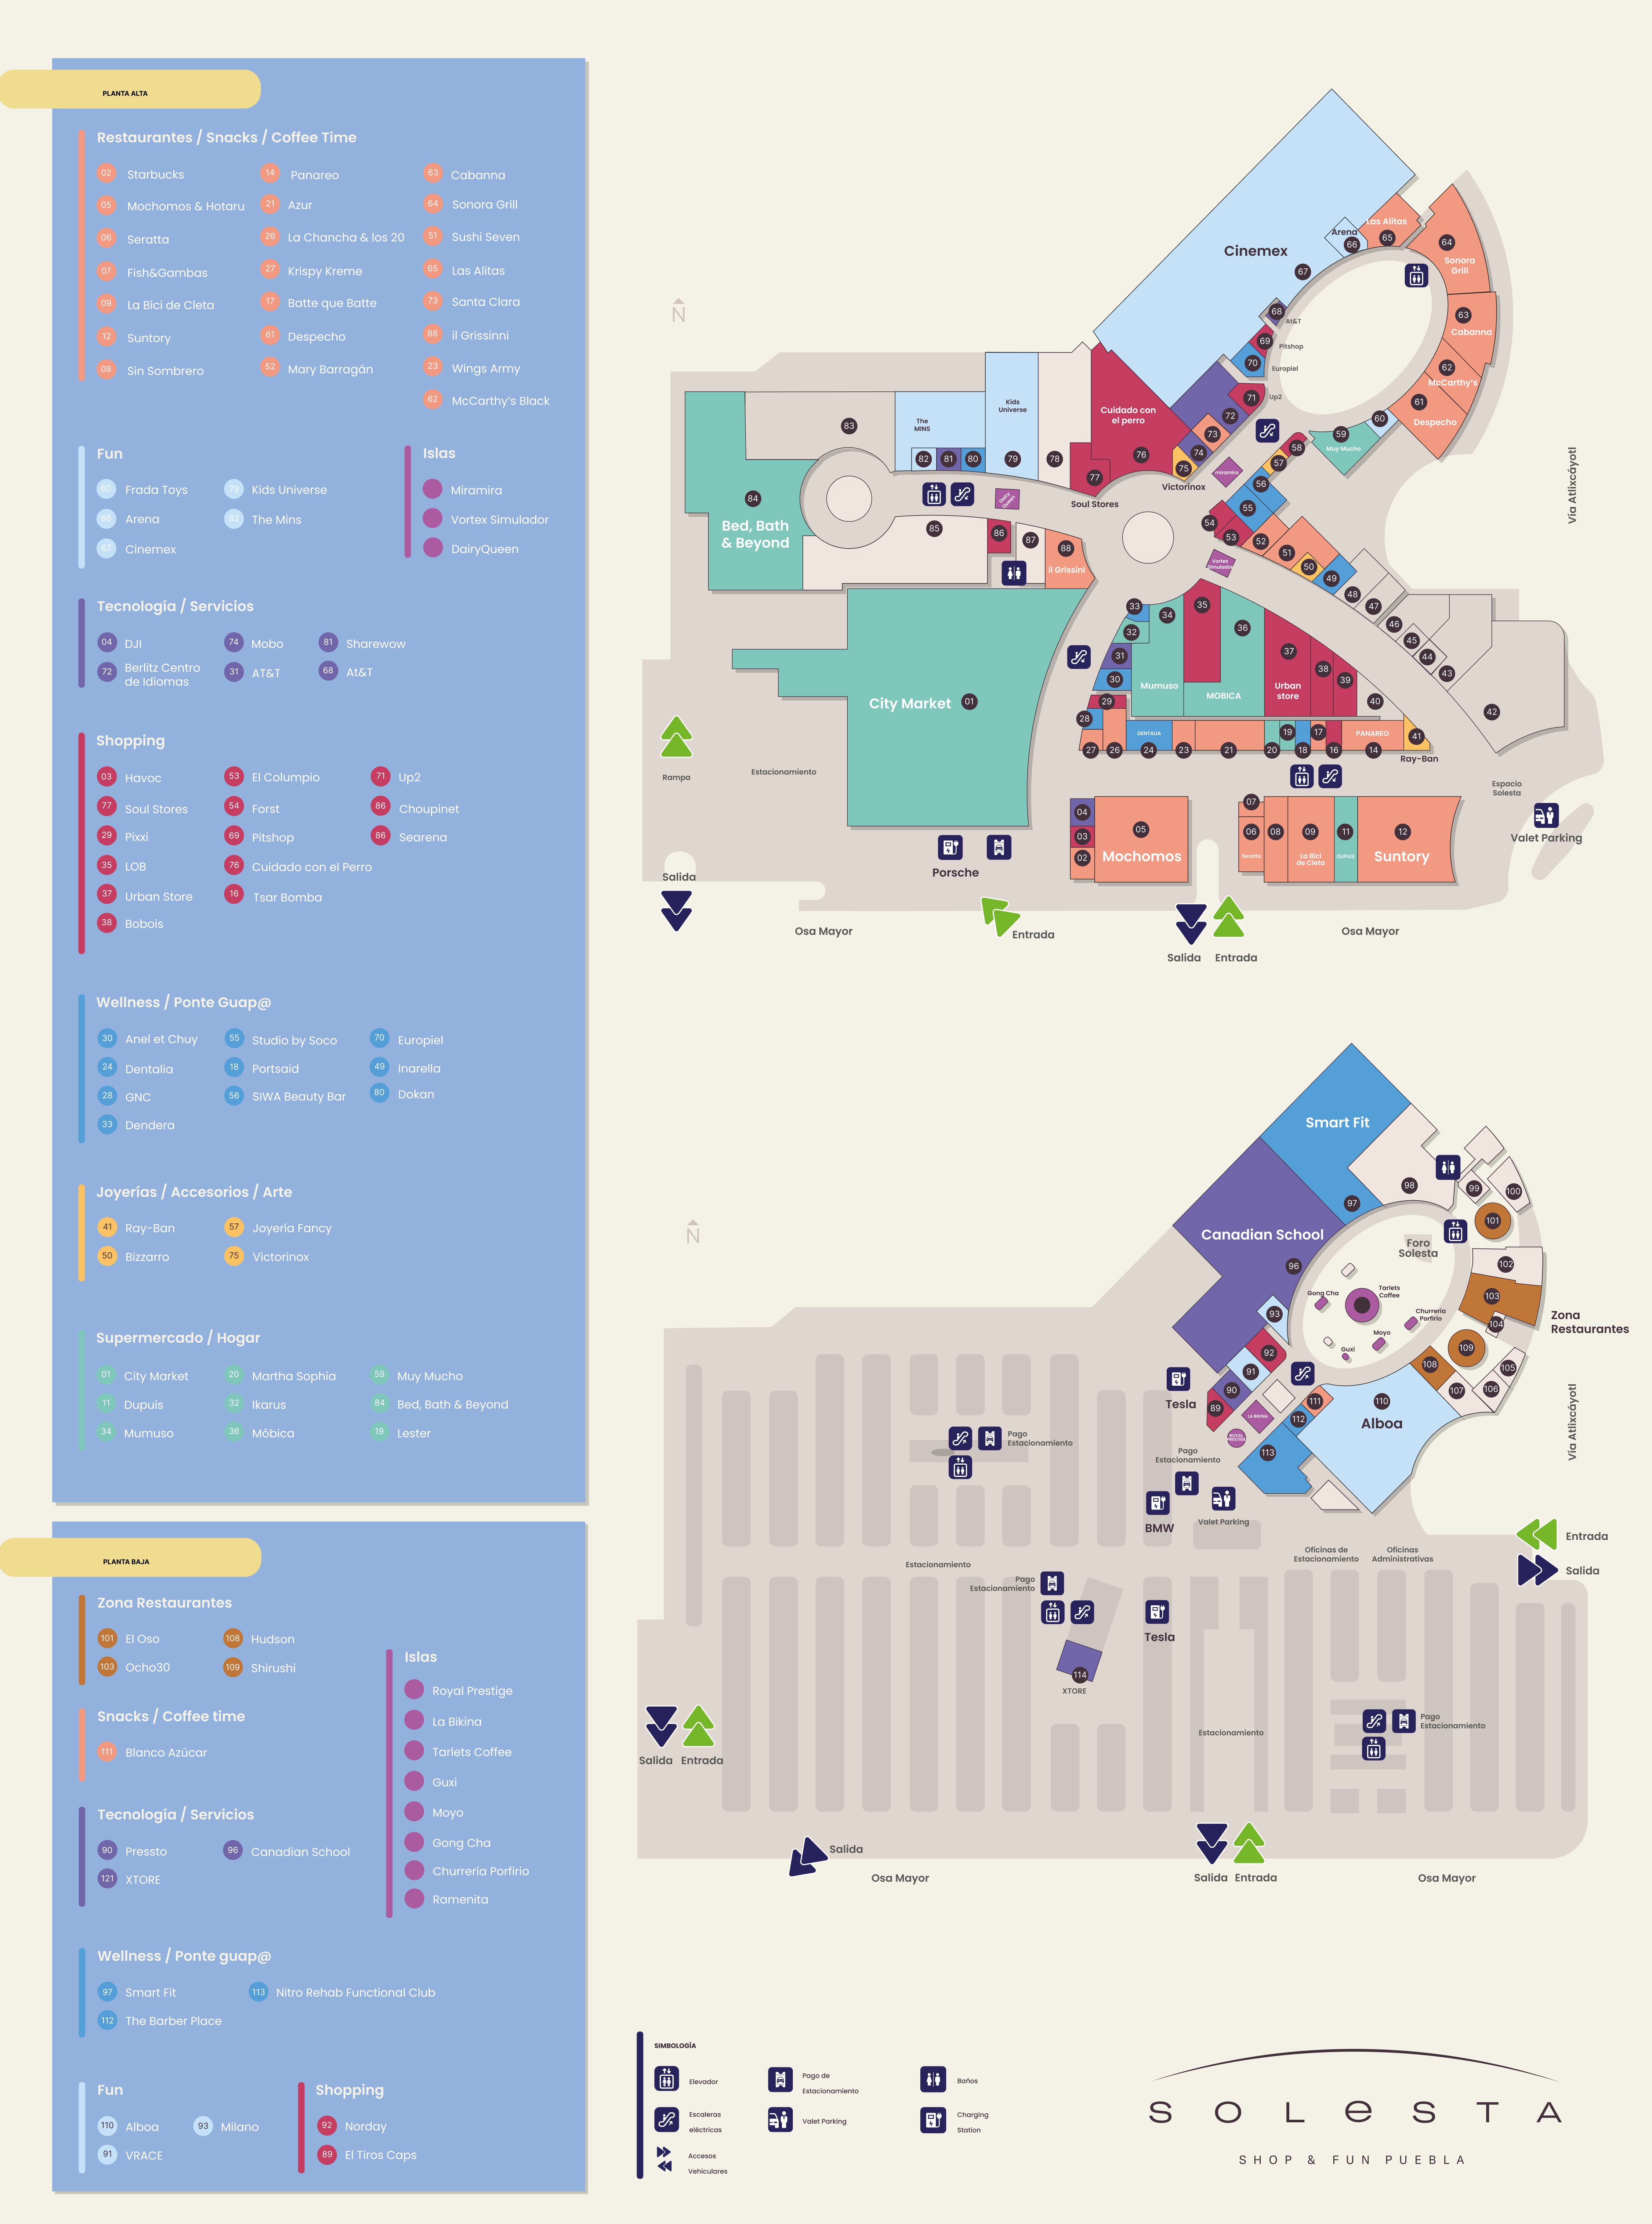 PLANTA ALTA
Restaurantes / Snacks / Coffee Time
02 Starbucks
05 Mochomos & Hotaru
06 Seratta
07 Fish&Gambas
09 La Bici de Cleta
12 Suntory
08 Sin Sombrero
14 Panareo
21 Azur
26 La Chancha & los 20
27 Krispy Kreme
17 Batte que Batte
61 Despecho
52 Mary Barragán
63 Cabanna
64 Sonora Grill
51 Sushi Seven
65 Las Alitas
73 Santa Clara
88 il Grissinni
23 Wings Army
62 McCarthy's Black
Fun
60 Frada Toys
66 Arena
67 Cinemex
79 Kids Universe
82 The Mins
Islas
Miramira
Vortex Simulador
DairyQueen
Tecnología / Servicios
04 DJI
72 Berlitz Centro
de Idiomas
74 Mobo
31 AT&T
81 Sharewow
68 At&T
Shopping
03 Havoc
77 Soul Stores
29 Pixxi
35 LOB
37 Urban Store
38 Bobois
53 El Columpio
54 Forst
69 Pitshop
76 Cuidado con el Perro
16 Tsar Bomba
71 Up2
86 Choupinet
86 Searena
Wellness / Ponte Guap@
30 Anel et Chuy
24 Dentalia
28 GNC
33 Dendera
55 Studio by Soco
18 Portsaid
56 SIWA Beauty Bar
70 Europiel
49 Inarella
80 Dokan
Joyerías / Accesorios / Arte
41 Ray-Ban
50 Bizzarro
57 Joyería Fancy
75 Victorinox
Supermercado / Hogar
01 City Market
11 Dupuis
34 Mumuso
20 Martha Sophia
32 Ikarus
36 Móbica
59 Muy Mucho
84 Bed, Bath & Beyond
19 Lester
PLANTA BAJA
Zona Restaurantes
101 El Oso
103 Ocho30
108 Hudson
109 Shirushi
Snacks / Coffee time
111 Blanco Azúcar
Islas
Royal Prestige
La Bikina
Tarlets Coffee
Guxi
Moyo
Gong Cha
Churrería Porfirio
Ramenita
Tecnología / Servicios
90 Pressto
121 XTORE
96 Canadian School
Wellness / Ponte guap@
97 Smart Fit
112 The Barber Place
113 Nitro Rehab Functional Club
Fun
110 Alboa
91 VRACE
93 Milano
Shopping
92 Norday
89 El Tiros Caps
N
Cinemex
67
Arena
66
Las Alitas
65
64
Sonora
Grill
63
Cabanna
62
McCarthy's
61
Despecho
60
59
Muy Mucho
68
At&T
69
Pitshop
70
Europiel
71
Up2
72
73
74
75
Victorinox
miramira
58
57
56
55
54
53
52
51
50
49
48
47
46
45
44
43
42
Vía Atlixcáyotl
83
The
MINS
82
81
80
Kids
Universe
79
78
Cuidado con
el perro
76
77
Soul Stores
84
Bed, Bath
& Beyond
85
Dairy
Queen
86
87
88
il Grissini
Vortex
Simulador
33
32
31
30
29
28
27
26
34
Mumuso
35
36
MOBICA
37
Urban
store
38
39
40
DENTALIA
24
23
21
20
19
18
17
16
PANAREO
14
41
Ray-Ban
City Market
01
Rampa
Estacionamiento
Salida
Porsche
04
03
02
05
Mochomos
07
06
Seratta
08
09
La Bici
de Cleta
11
DUPUIS
12
Suntory
Espacio
Solesta
Valet Parking
Osa Mayor
Entrada
Salida
Entrada
Osa Mayor
N
Smart Fit
97
98
99
100
101
Canadian School
96
Foro
Solesta
102
103
104
Zona
Restaurantes
Gong Cha
Tarlets
Coffee
Churrería
Porfirio
Moyo
Guxi
93
92
91
90
89
109
108
107
106
105
Tesla
LA BIKINA
ROYAL
PRESTIGE
111
112
113
110
Alboa
Vía Atlixcáyotl
Pago
Estacionamiento
Pago
Estacionamiento
BMW
Valet Parking
Estacionamiento
Pago
Estacionamiento
Oficinas de
Estacionamiento
Oficinas
Administrativas
Entrada
Salida
Tesla
114
XTORE
Estacionamiento
Pago
Estacionamiento
Salida
Entrada
Salida
Osa Mayor
Salida
Entrada
Osa Mayor
SIMBOLOGÍA
Elevador
Escaleras
eléctricas
Accesos
Vehiculares
Pago de
Estacionamiento
Valet Parking
Baños
Charging
Station
SOLeSTA
SHOP & FUN PUEBLA